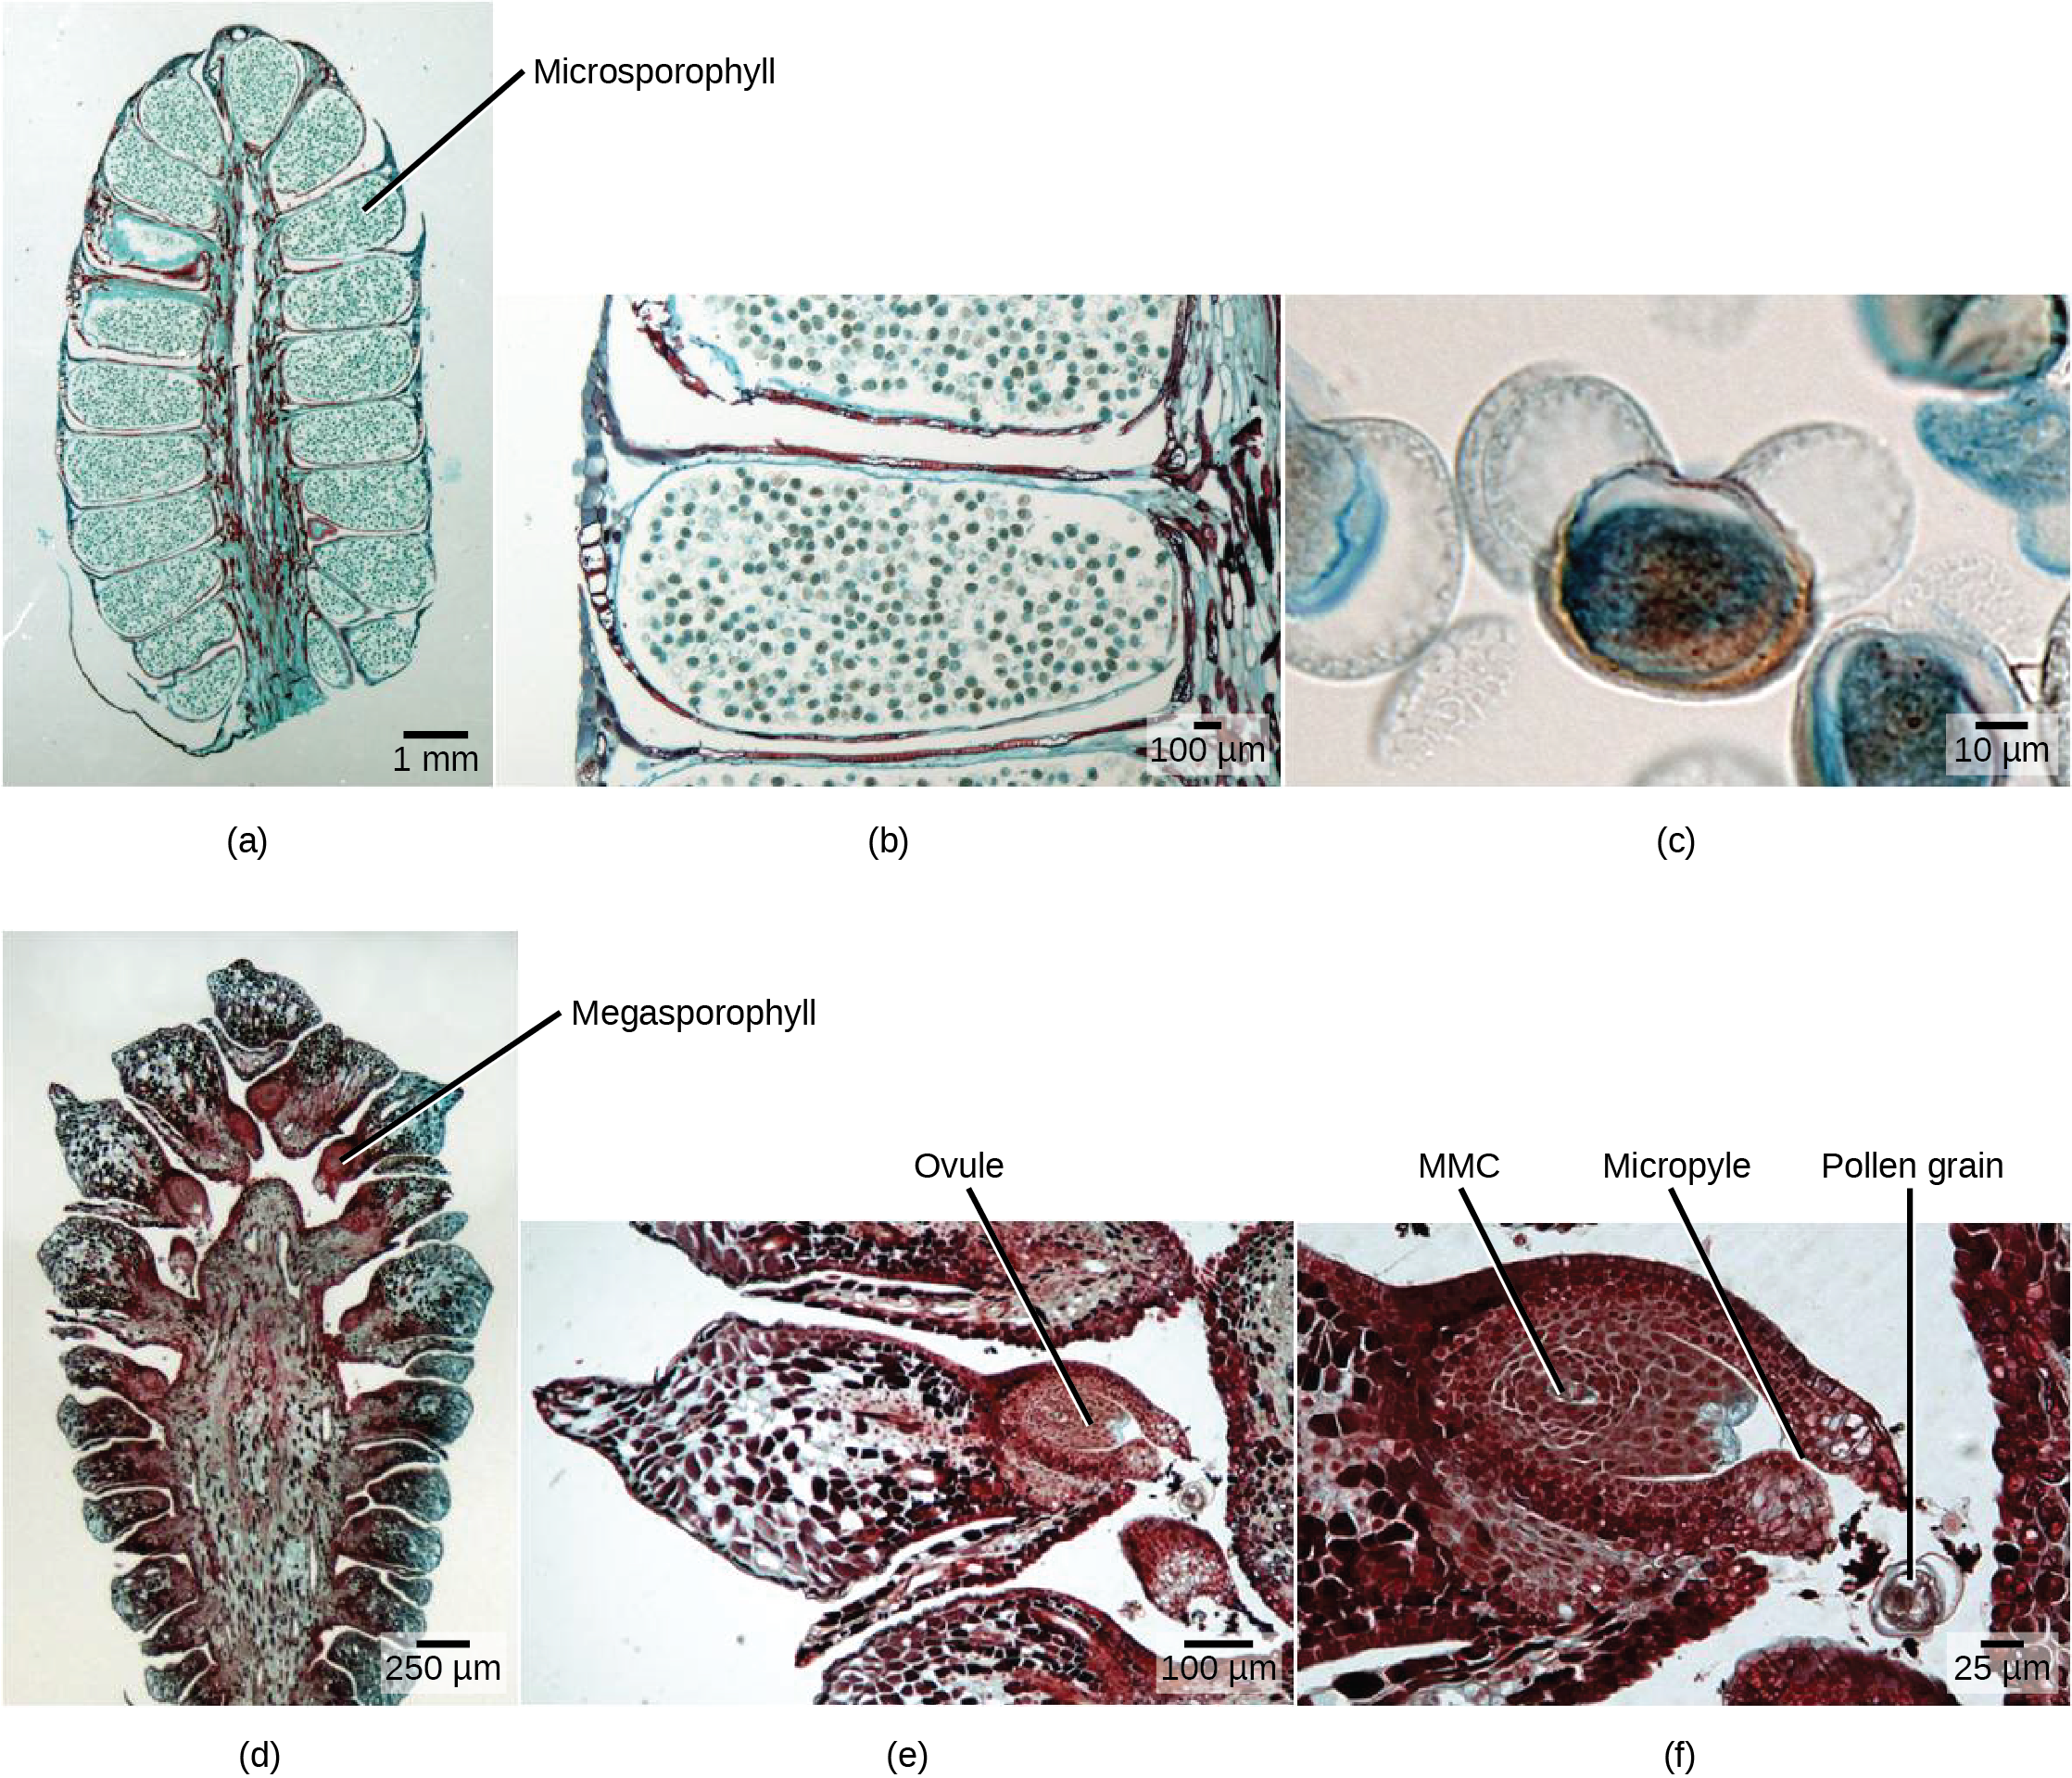 Microsporophyll
1 mm
100 µm
10 µm
(a)
(b)
(c)
Megasporophyll
Ovule
MMC
Micropyle
Pollen grain
250 µm
100 µm
25 µm
(d)
(e)
(f)